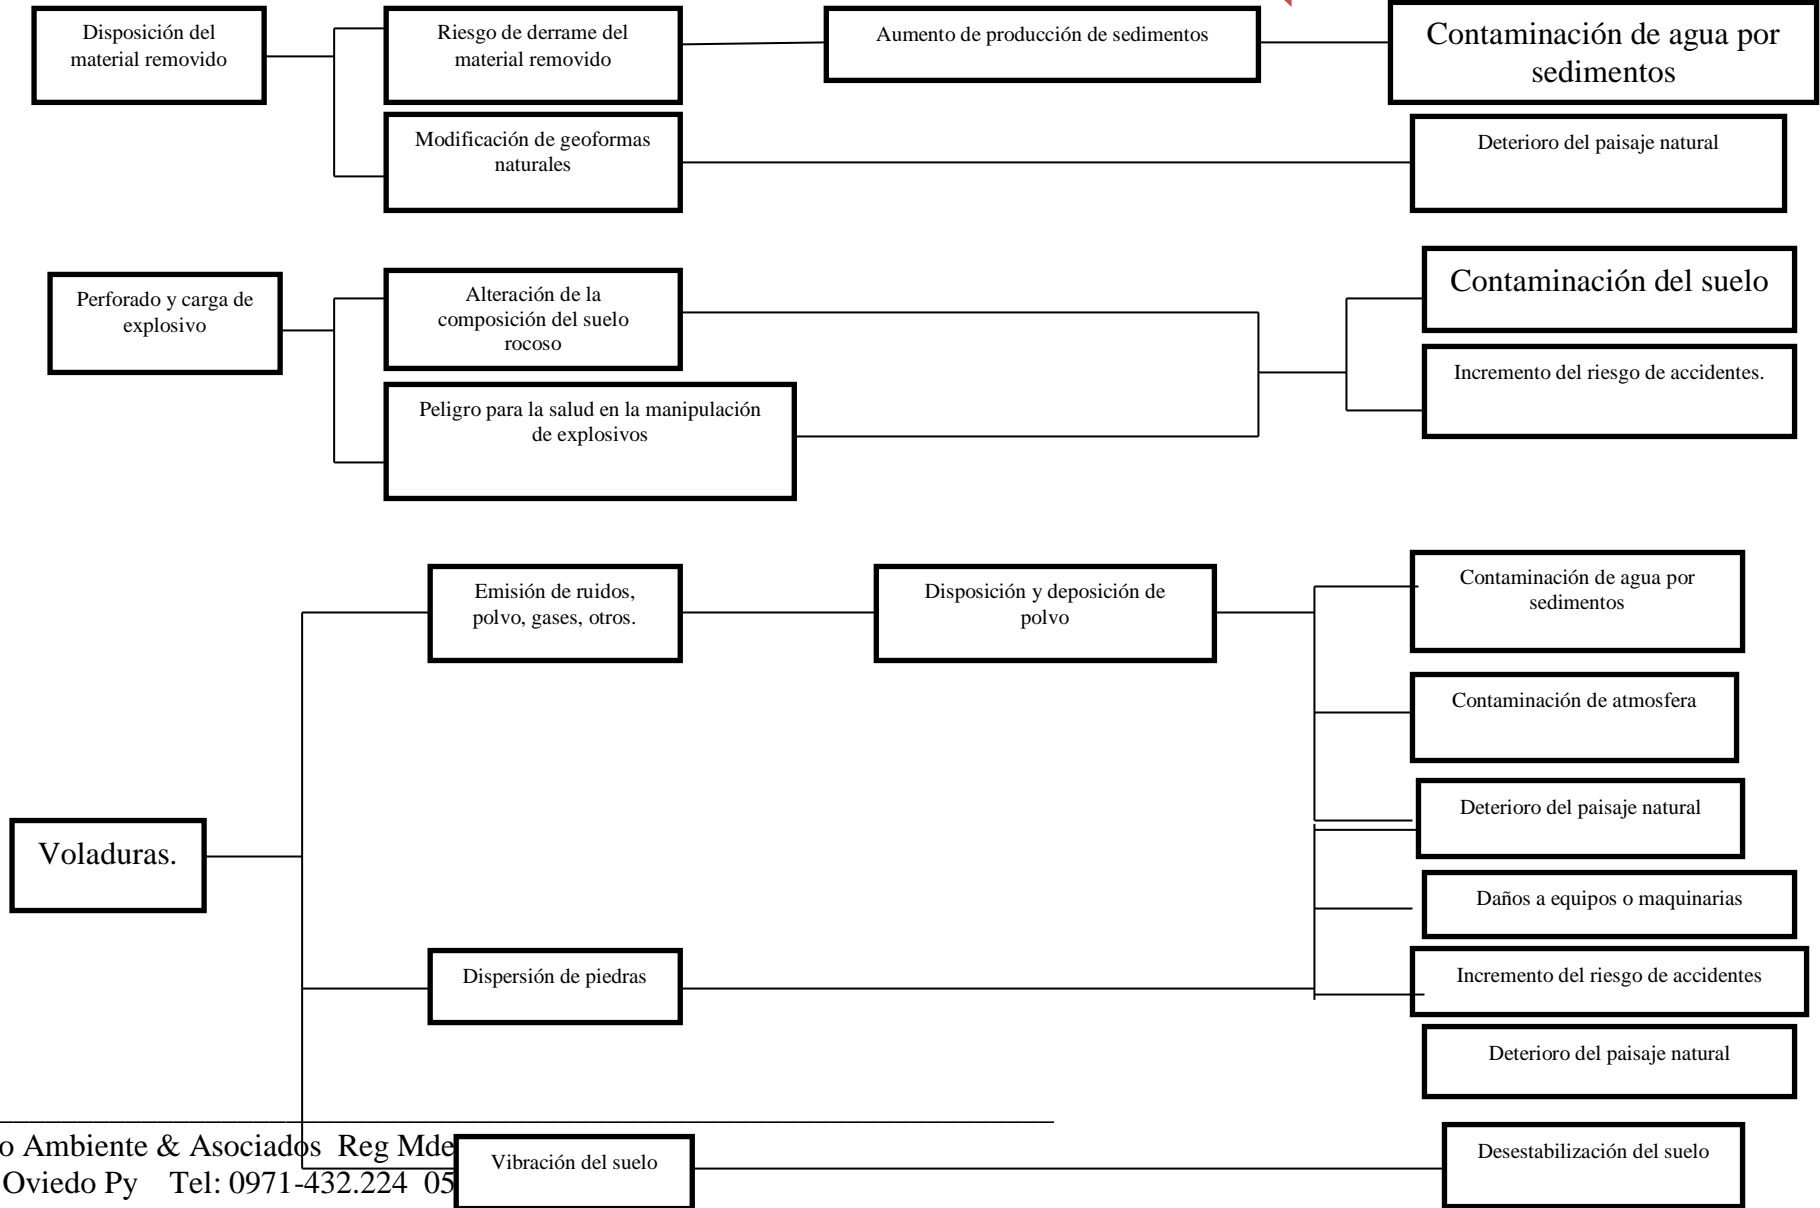 Disposición del
material removido
Riesgo de derrame del
material removido
Aumento de producción de sedimentos
Contaminación de agua por
sedimentos
Modificación de geoformas
naturales
Deterioro del paisaje natural
Perforado y carga de
explosivo
Alteración de la
composición del suelo
rocoso
Contaminación del suelo
Peligro para la salud en la manipulación
de explosivos
Incremento del riesgo de accidentes.
Voladuras.
Emisión de ruidos,
polvo, gases, otros.
Disposición y deposición de
polvo
Contaminación de agua por
sedimentos
Contaminación de atmosfera
Deterioro del paisaje natural
Daños a equipos o maquinarias
Dispersión de piedras
Incremento del riesgo de accidentes
Deterioro del paisaje natural
Vibración del suelo
Desestabilización del suelo
o Ambiente & Asociados Reg Mde
Oviedo Py Tel: 0971-432.224 05